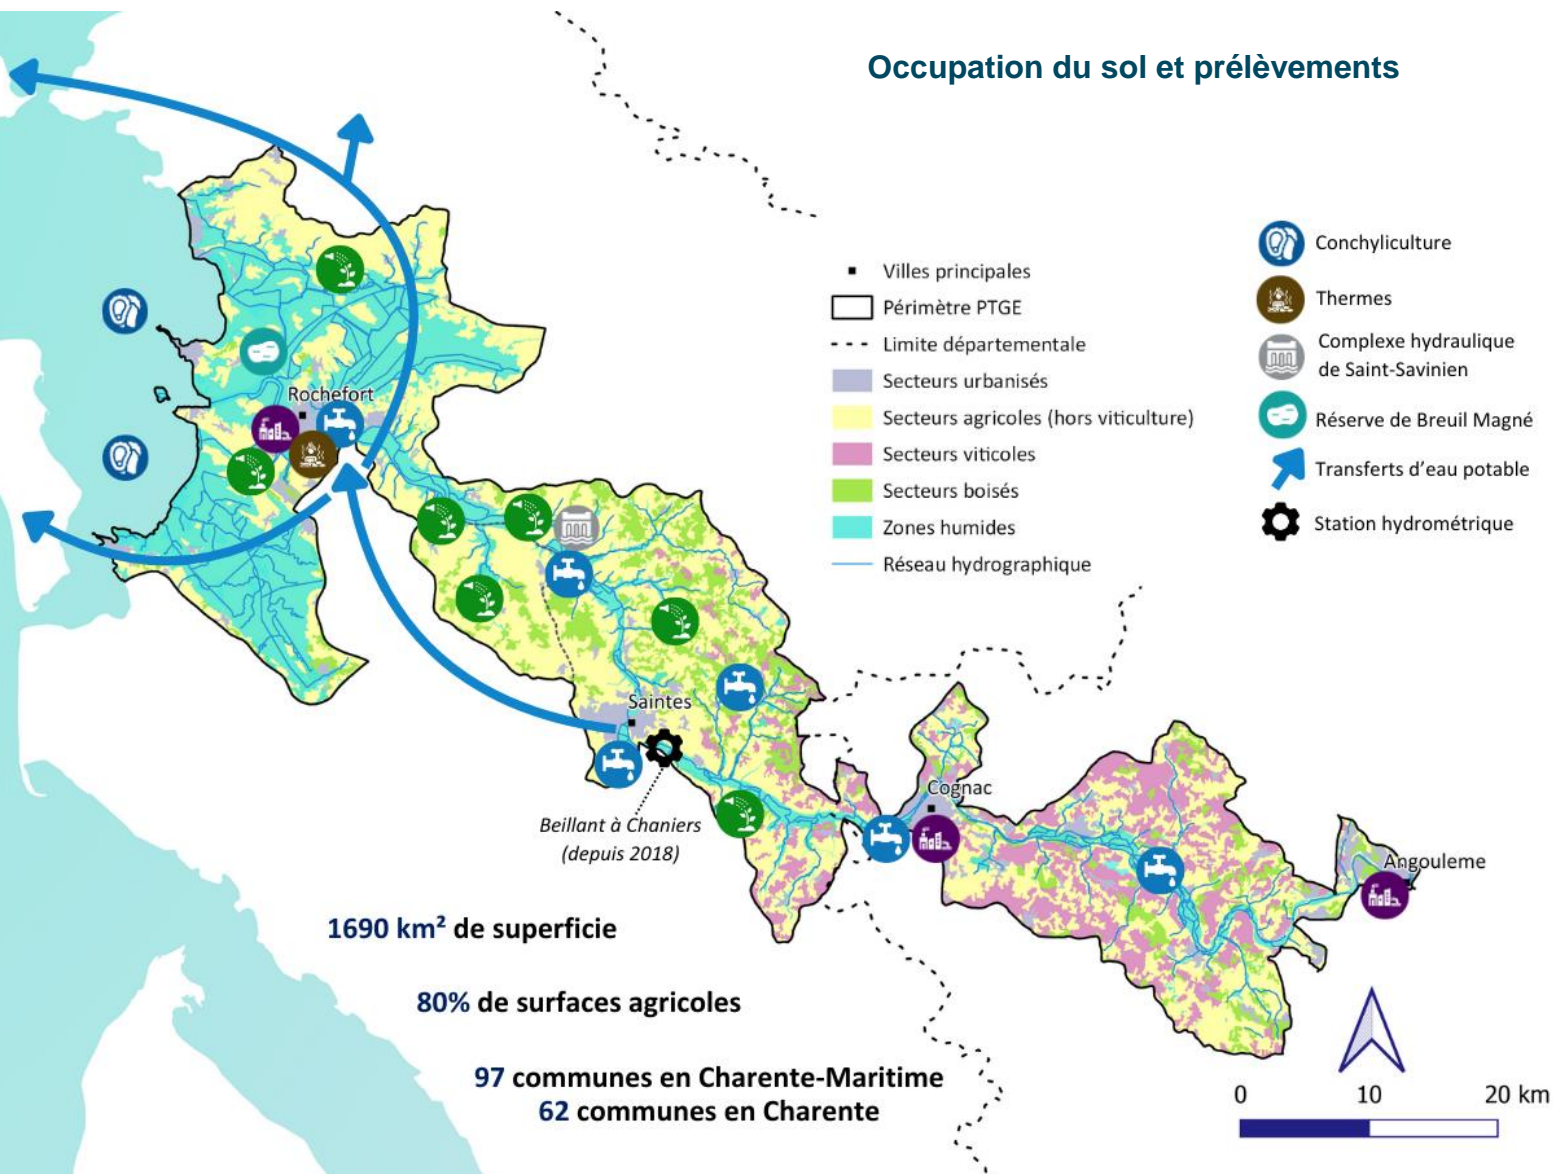 Occupation du sol et prélèvements
Villes principales
Périmètre PTGE
Limite départementale
Secteurs urbanisés
Secteurs agricoles (hors viticulture)
Secteurs viticoles
Secteurs boisés
Zones humides
Réseau hydrographique
Conchyliculture
Thermes
Complexe hydraulique
de Saint-Savinien
Réserve de Breuil Magné
Transferts d'eau potable
Station hydrométrique
Rochefort
Saintes
Cognac
Angouleme
Beillant à Chaniers
(depuis 2018)
1690 km² de superficie
80% de surfaces agricoles
97 communes en Charente-Maritime
62 communes en Charente
0 10 20 km